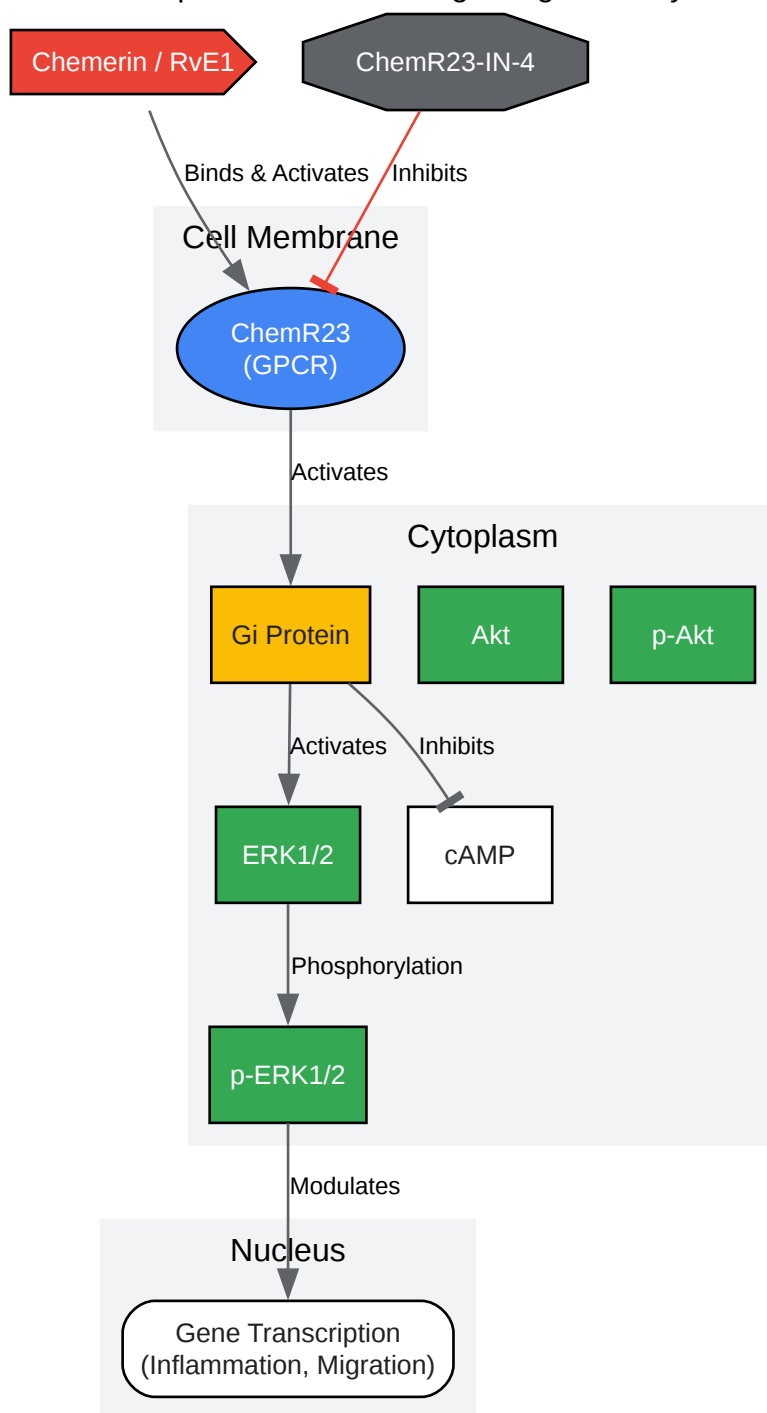 Chemerin / RvE1
ChemR23-IN-4
Binds & Activates
Inhibits
Cell Membrane
ChemR23
(GPCR)
Activates
Cytoplasm
Gi Protein
Akt
p-Akt
Activates
Inhibits
ERK1/2
cAMP
Phosphorylation
p-ERK1/2
Modulates
Nucleus
Gene Transcription
(Inflammation, Migration)